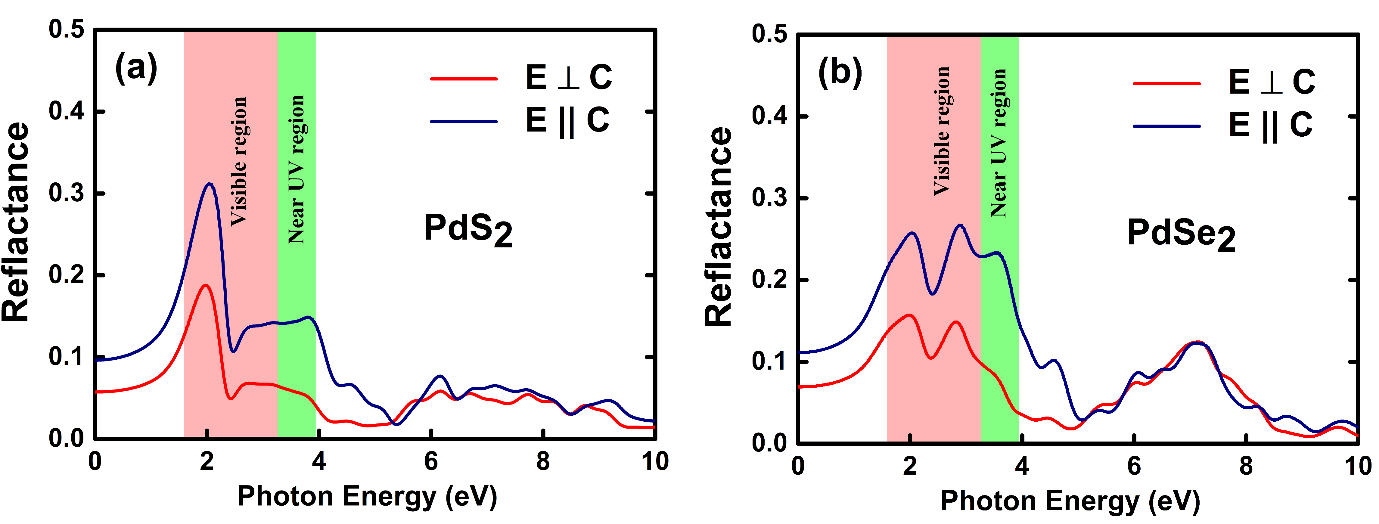 0.5
0.4
0.3
0.2
0.1
0.0
Reflactance
(a)
E ⊥ C
E || C
Visible region
Near UV region
PdS2
0 2 4 6 8 10
Photon Energy (eV)
0.5
0.4
0.3
0.2
0.1
0.0
Reflectance
(b)
E ⊥ C
E || C
Visible region
Near UV region
PdSe2
0 2 4 6 8 10
Photon Energy (eV)